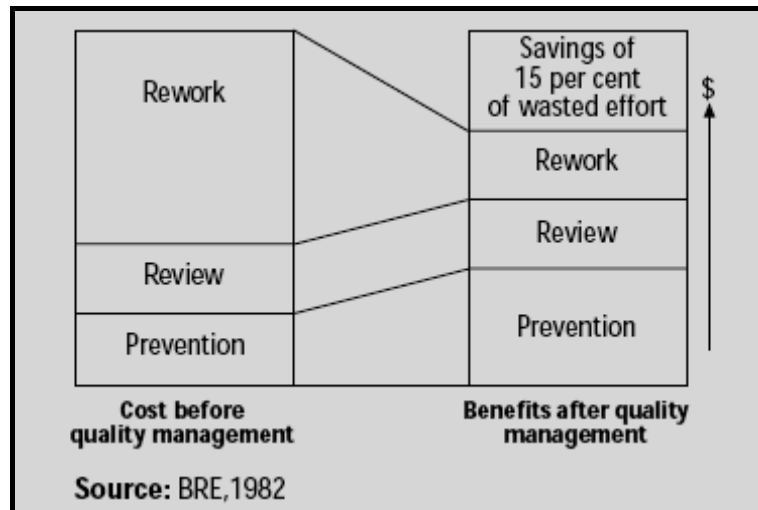 Rework
Review
Prevention
Savings of
15 per cent
of wasted effort
Rework
Review
Prevention
$
Cost before
quality management
Benefits after quality
management
Source: BRE,1982